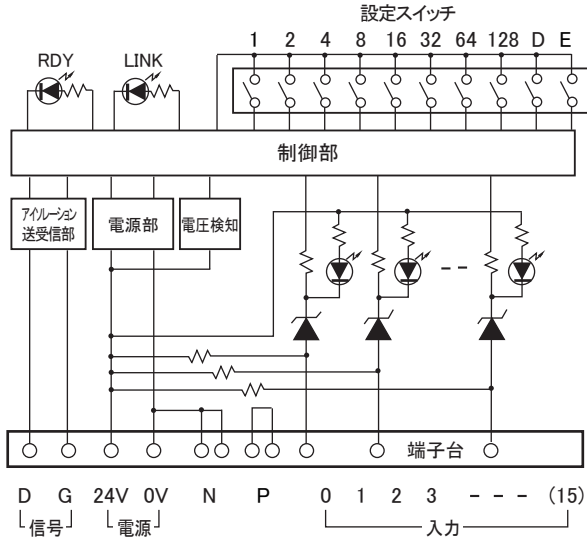 設定スイッチ
RDY LINK 1 2 4 8 16 32 64 128 D E
制御部
アイソレーション
送受信部
電源部 電圧検知
端子台
D G 24V 0V N P 0 1 2 3 - - - (15)
信号 電源 入力